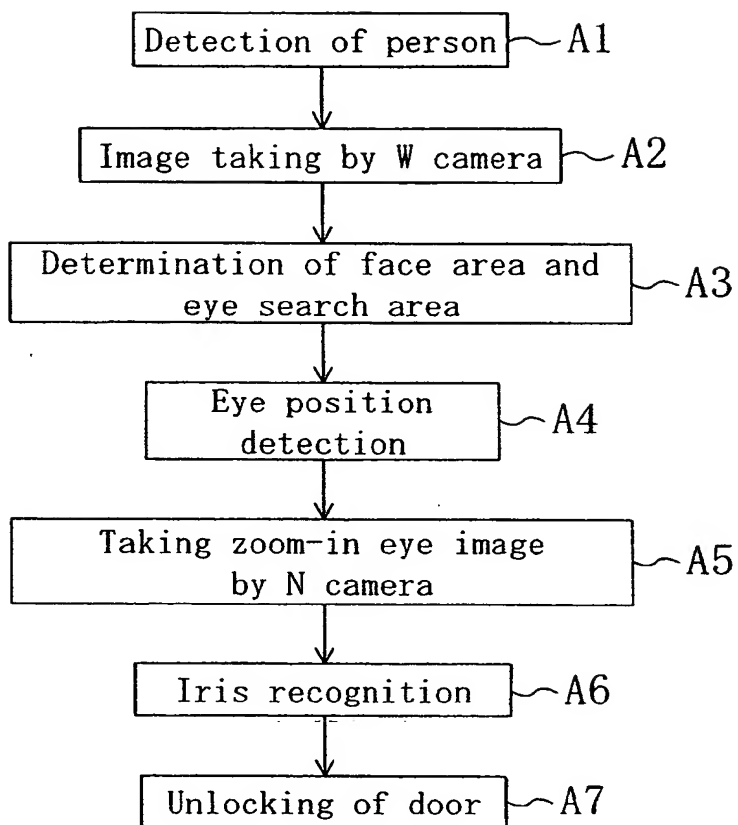 Detection of person A1
Image taking by W camera A2
Determination of face area and
eye search area A3
Eye position
detection A4
Taking zoom-in eye image
by N camera A5
Iris recognition A6
Unlocking of door A7